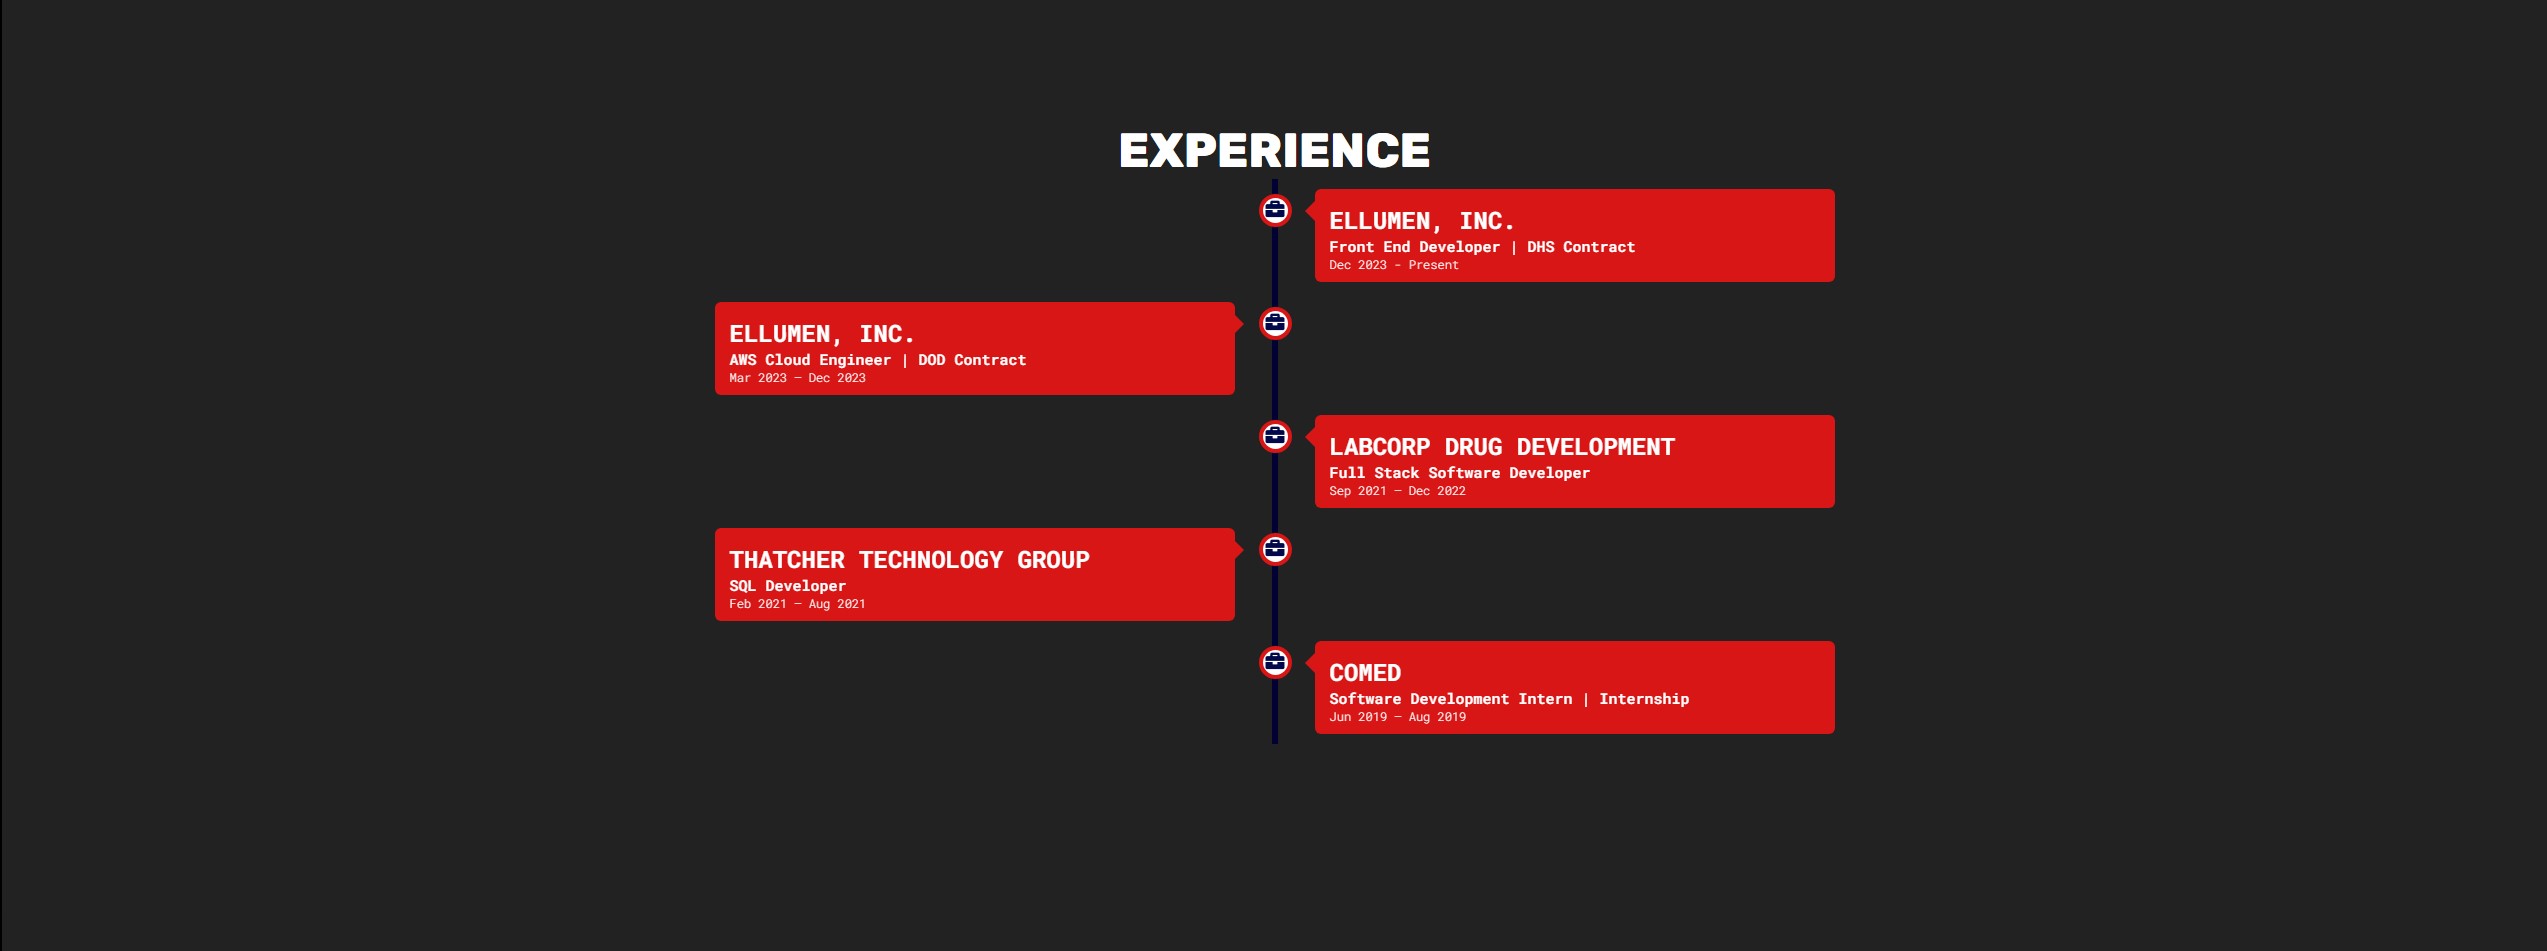 EXPERIENCE
ELLUMEN, INC.
Front End Developer | DHS Contract
Dec 2023 - Present
ELLUMEN, INC.
AWS Cloud Engineer | DOD Contract
Mar 2023 – Dec 2023
LABCORP DRUG DEVELOPMENT
Full Stack Software Developer
Sep 2021 – Dec 2022
THATCHER TECHNOLOGY GROUP
SQL Developer
Feb 2021 – Aug 2021
COMED
Software Development Intern | Internship
Jun 2019 – Aug 2019